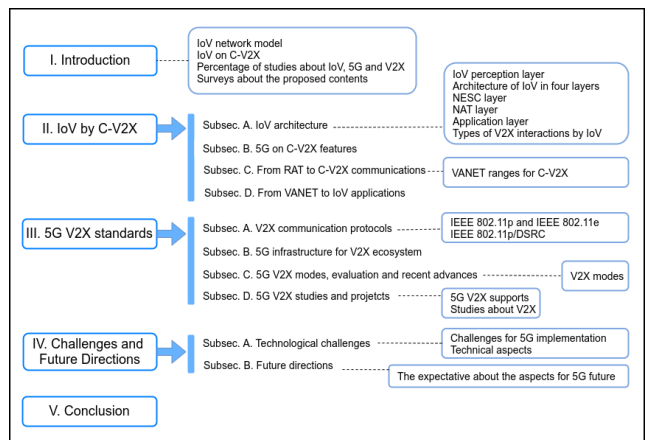 I. Introduction
IoV network model
IoV on C-V2X
Percentage of studies about IoV, 5G and V2X
Surveys about the proposed contents
II. IoV by C-V2X
Subsec. A. IoV architecture
IoV perception layer
Architecture of IoV in four layers
NESC layer
NAT layer
Application layer
Types of V2X interactions by IoV
Subsec. B. 5G on C-V2X features
Subsec. C. From RAT to C-V2X communications
VANET ranges for C-V2X
Subsec. D. From VANET to IoV applications
III. 5G V2X standards
Subsec. A. V2X communication protocols
IEEE 802.11p and IEEE 802.11e
IEEE 802.11p/DSRC
Subsec. B. 5G infrastructure for V2X ecosystem
Subsec. C. 5G V2X modes, evaluation and recent advances
V2X modes
Subsec. D. 5G V2X studies and projetcts
5G V2X supports
Studies about V2X
IV. Challenges and
Future Directions
Subsec. A. Technological challenges
Challenges for 5G implementation
Technical aspects
Subsec. B. Future directions
The expectative about the aspects for 5G future
V. Conclusion